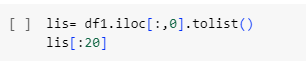 [ ] lis= df1.iloc[:,0].tolist()
lis[:20]